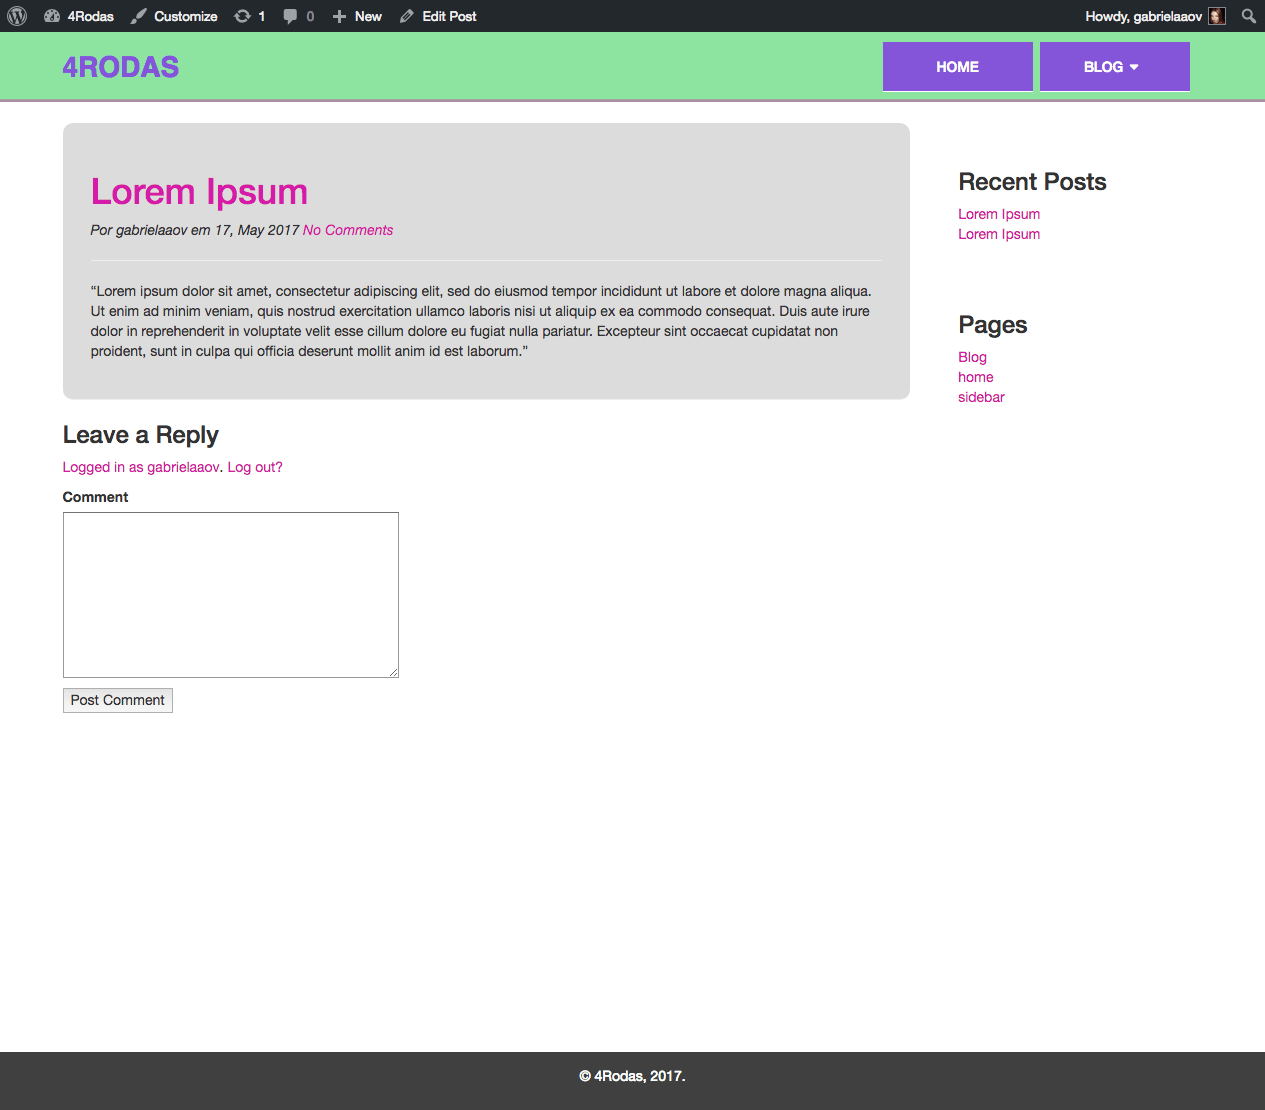 4Rodas Customize 1 0 New Edit Post Howdy, gabrielaaov
4RODAS HOME BLOG
Lorem Ipsum
Por gabrielaaov em 17, May 2017 No Comments
“Lorem ipsum dolor sit amet, consectetur adipiscing elit, sed do eiusmod tempor incididunt ut labore et dolore magna aliqua.
Ut enim ad minim veniam, quis nostrud exercitation ullamco laboris nisi ut aliquip ex ea commodo consequat. Duis aute irure
dolor in reprehenderit in voluptate velit esse cillum dolore eu fugiat nulla pariatur. Excepteur sint occaecat cupidatat non
proident, sunt in culpa qui officia deserunt mollit anim id est laborum.”
Leave a Reply
Logged in as gabrielaaov. Log out?
Comment
Post Comment
Recent Posts
Lorem Ipsum
Lorem Ipsum
Pages
Blog
home
sidebar
© 4Rodas, 2017.